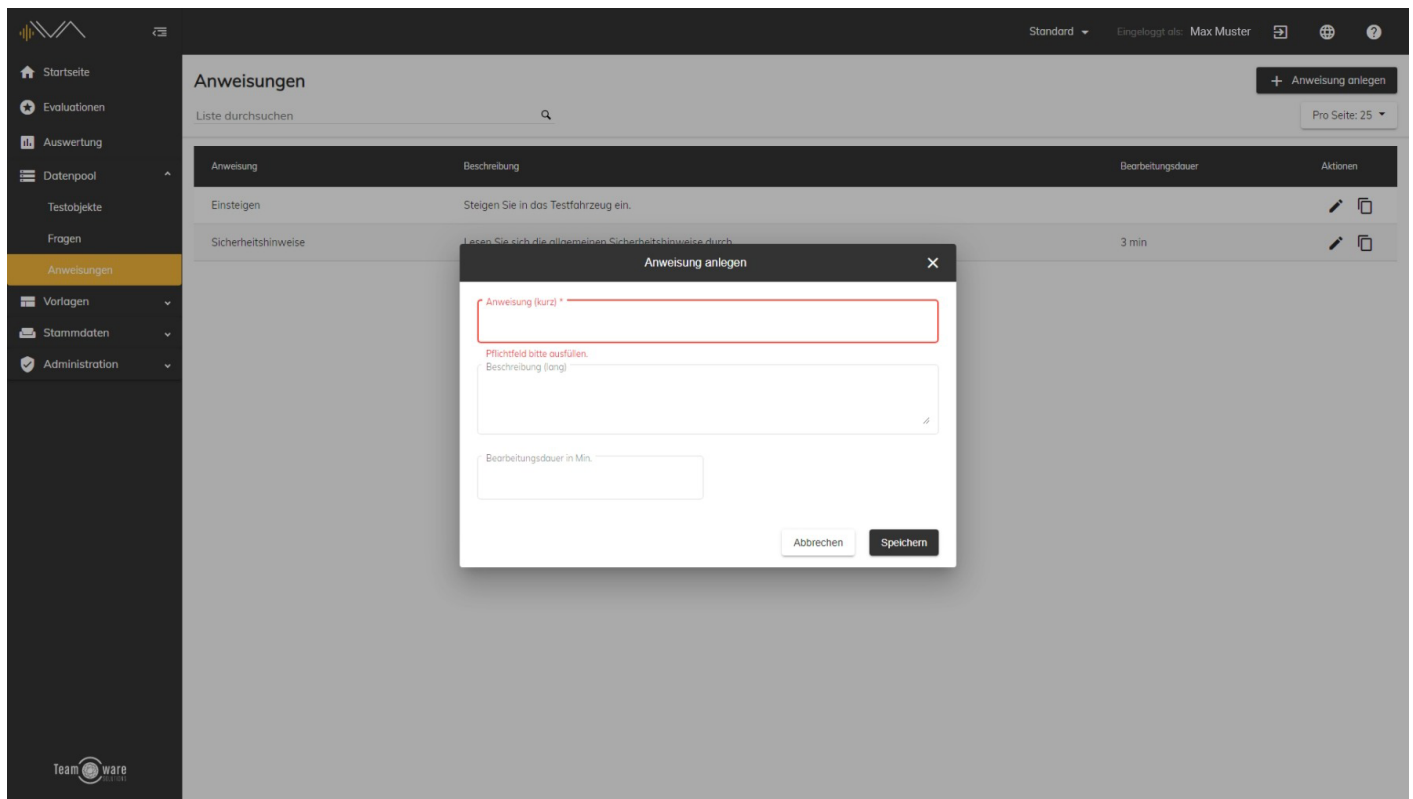 Standard
Eingeloggt als: Max Muster
Startseite
Evaluationen
Auswertung
Datenpool
Testobjekte
Fragen
Anweisungen
Vorlagen
Stammdaten
Administration
Team ware
SOLUTIONS
Anweisungen
+ Anweisung anlegen
Liste durchsuchen
Pro Seite: 25
Anweisung Beschreibung Bearbeitungsdauer Aktionen
Einsteigen Steigen Sie in das Testfahrzeug ein.
Sicherheitshinweise Lesen Sie sich die allgemeinen Sicherheitshinweise durch 3 min
Anweisung anlegen
Anweisung (kurz) *
Pflichtfeld bitte ausfüllen.
Beschreibung (lang)
Bearbeitungsdauer in Min.
Abbrechen Speichern